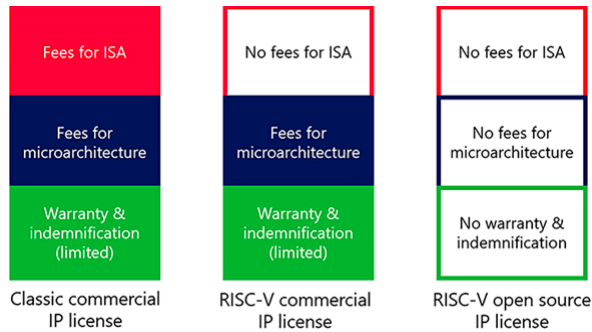 Fees for ISA
Fees for
microarchitecture
Warranty &
indemnification
(limited)
Classic commercial
IP license
No fees for ISA
Fees for
microarchitecture
Warranty &
indemnification
(limited)
RISC-V commercial
IP license
No fees for ISA
No fees for
microarchitecture
No warranty &
indemnification
RISC-V open source
IP license